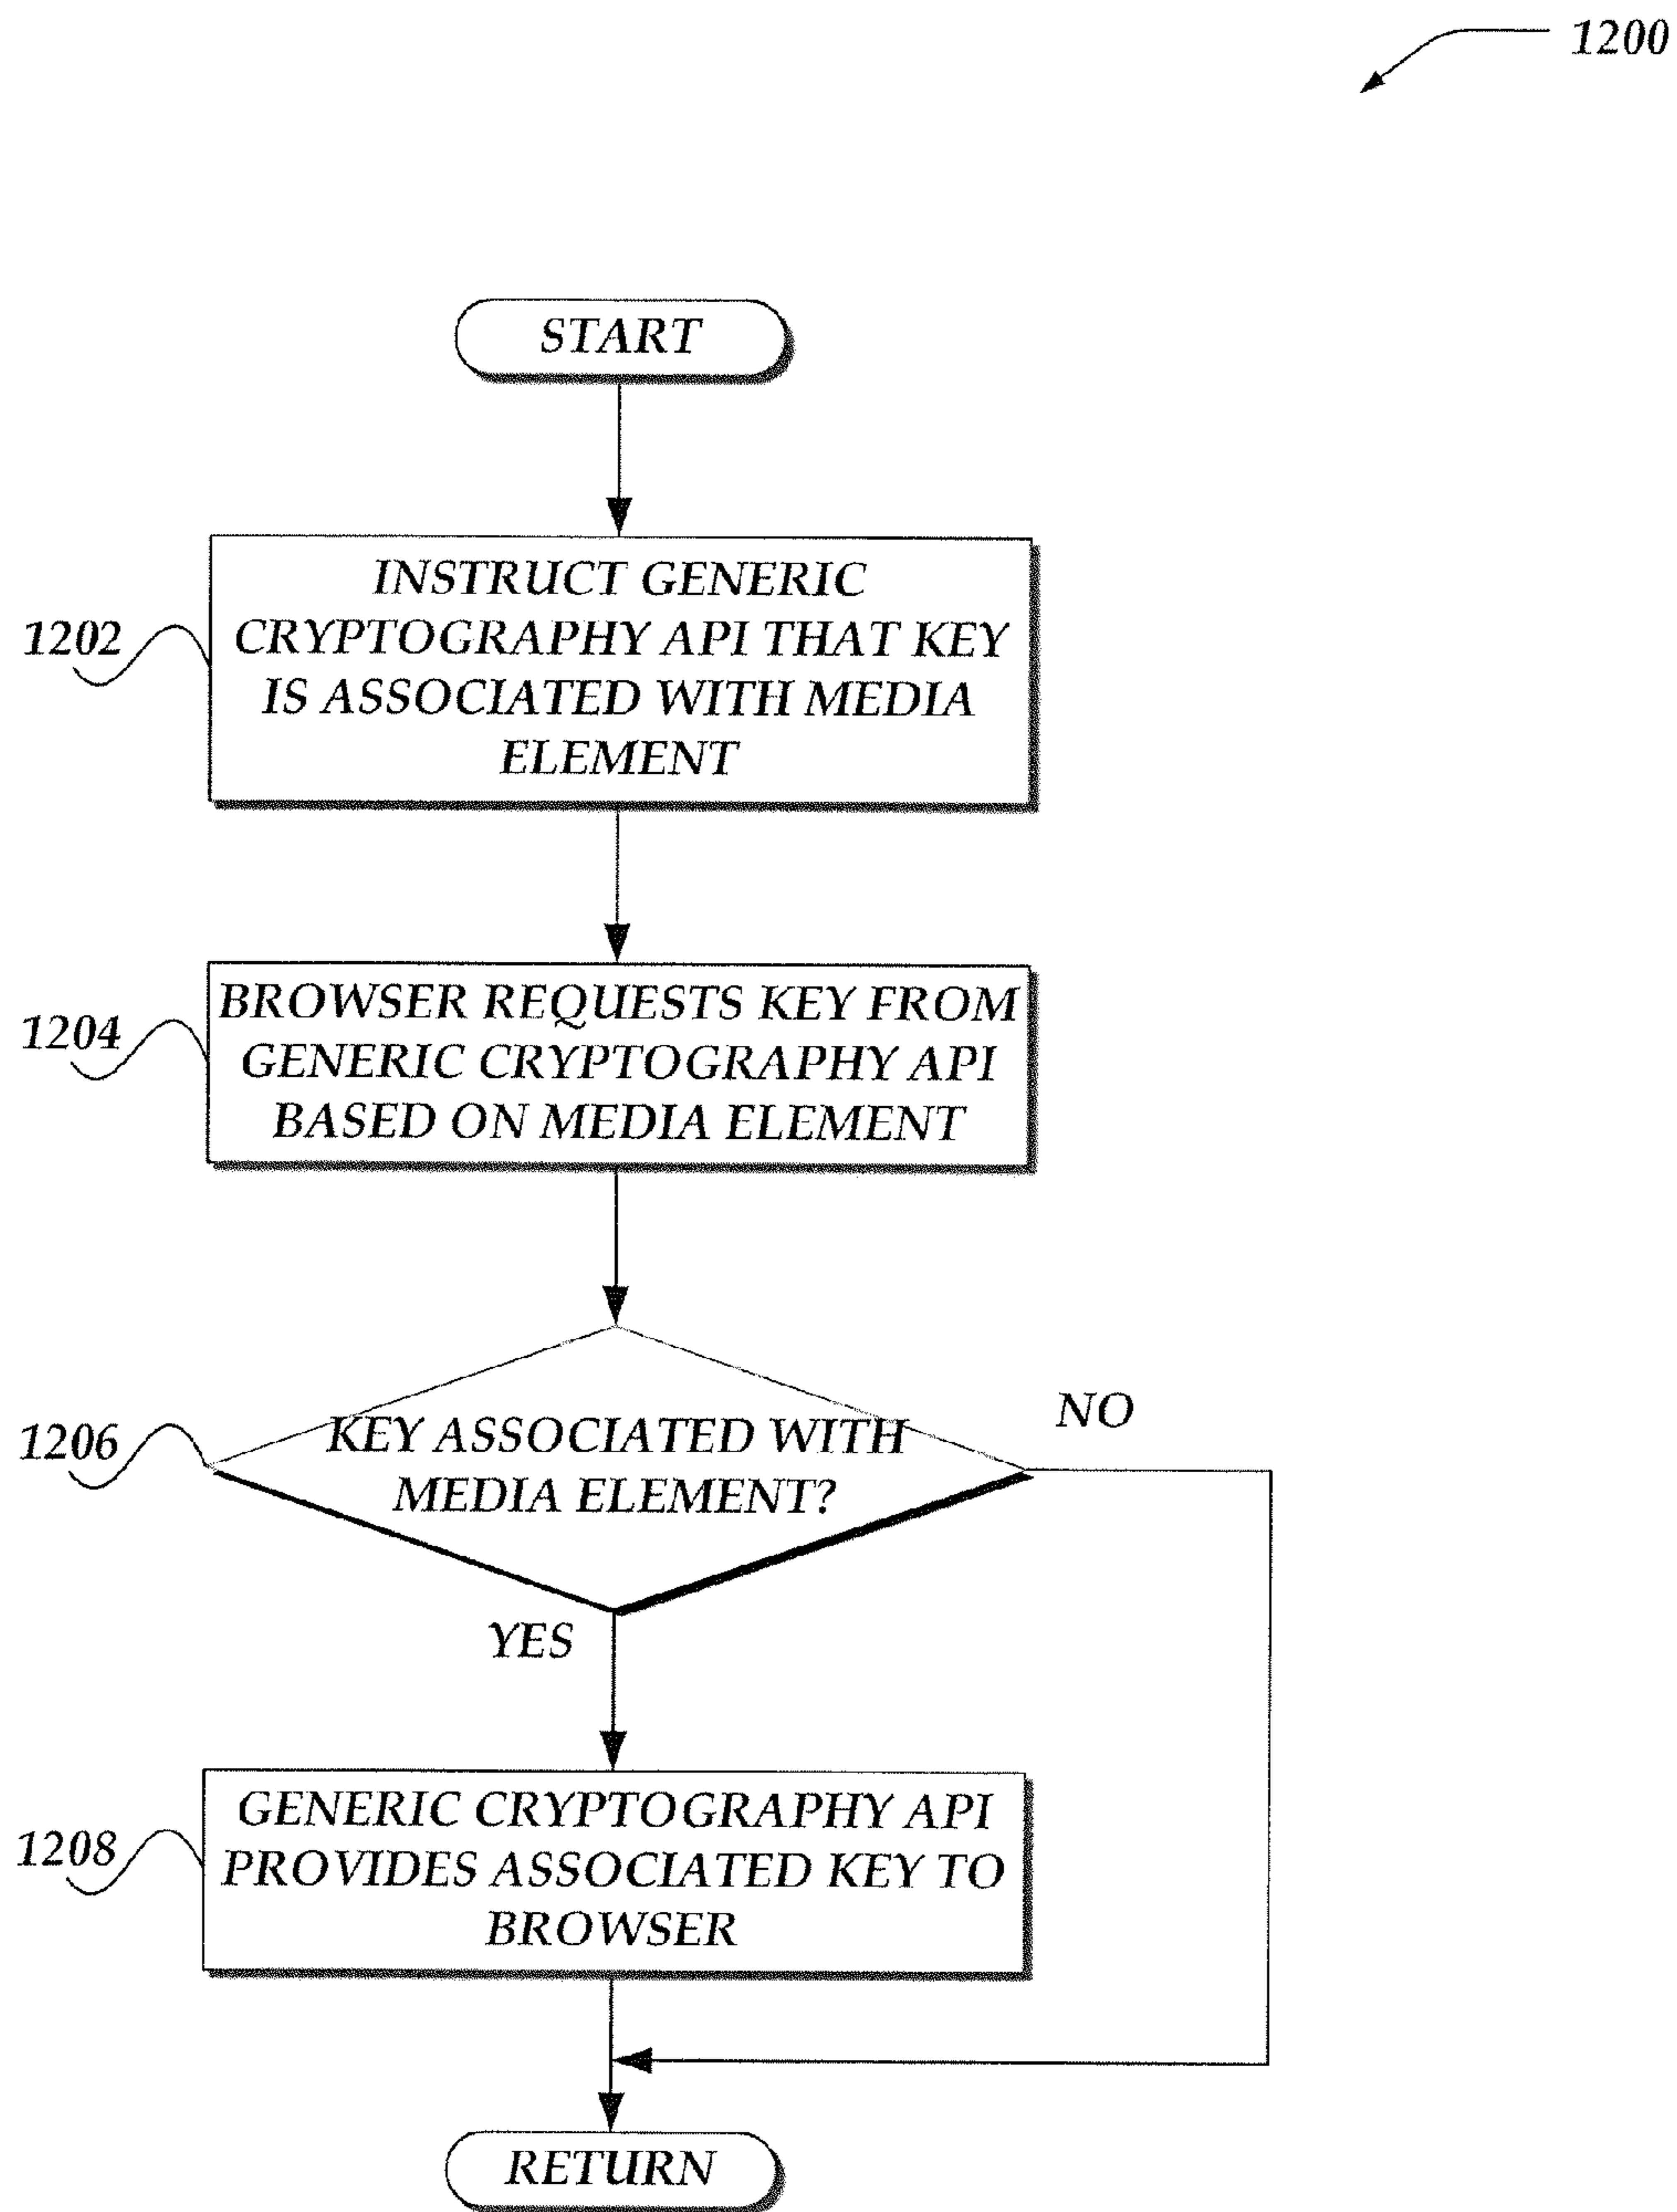 1200
START
1202
INSTRUCT GENERIC
CRYPTOGRAPHY API THAT KEY
IS ASSOCIATED WITH MEDIA
ELEMENT
1204
BROWSER REQUESTS KEY FROM
GENERIC CRYPTOGRAPHY API
BASED ON MEDIA ELEMENT
1206
KEY ASSOCIATED WITH
MEDIA ELEMENT?
NO
YES
1208
GENERIC CRYPTOGRAPHY API
PROVIDES ASSOCIATED KEY TO
BROWSER
RETURN